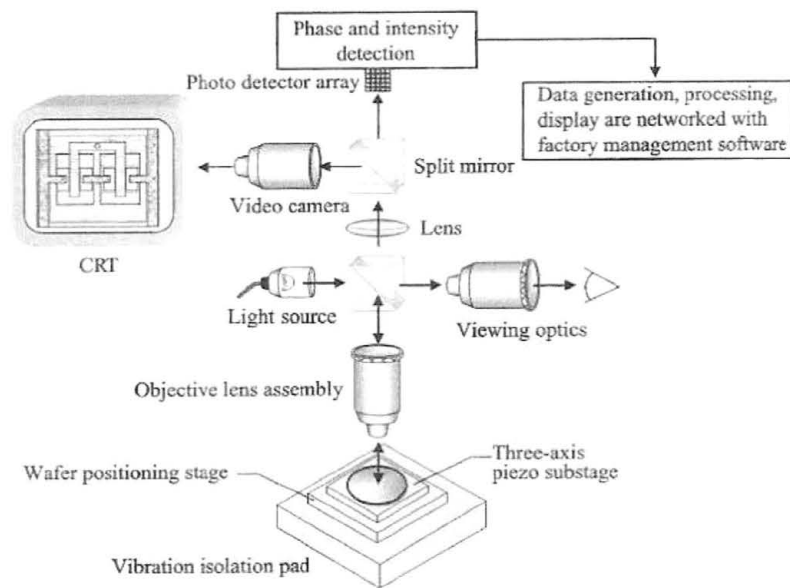 Phase and intensity
detection
Photo detector array
Data generation, processing,
display are networked with
factory management software
Split mirror
Video camera
Lens
CRT
Light source
Viewing optics
Objective lens assembly
Wafer positioning stage
Three-axis
piezo substage
Vibration isolation pad